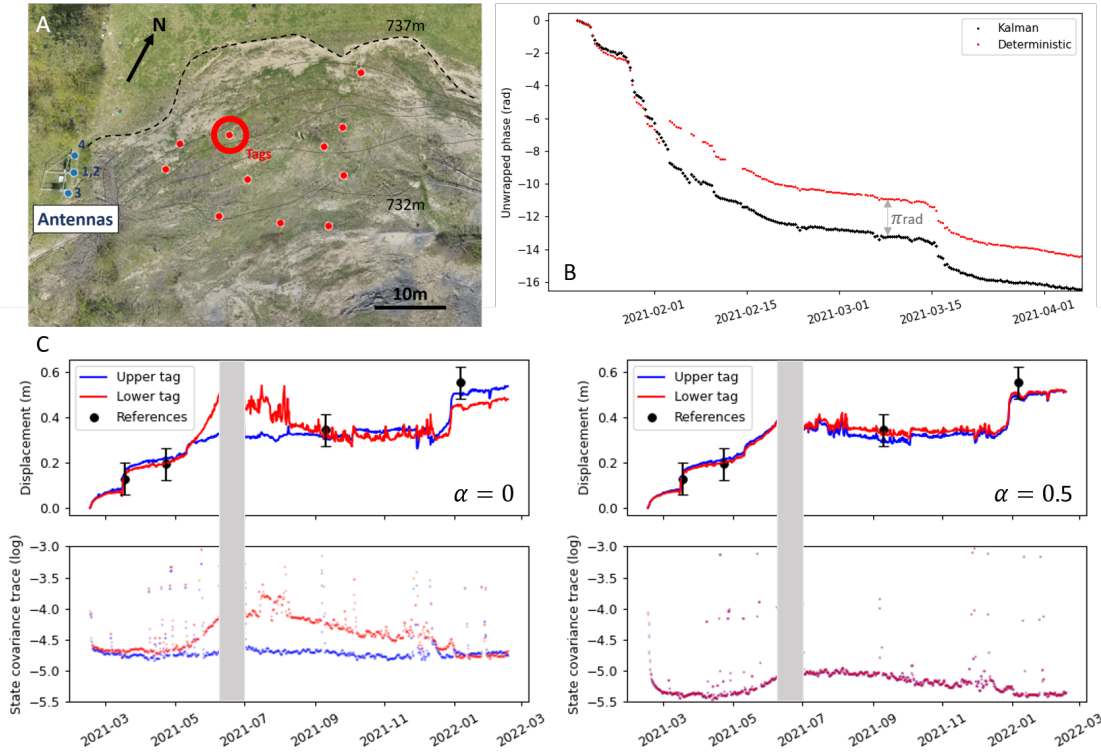 A
N
737m
4
1,2
3
Antennas
Tags
732m
10m
Unwrapped phase (rad)
0
−2
−4
−6
−8
−10
−12
−14
−16
Kalman
Deterministic
π rad
B
2021-02-01
2021-02-15
2021-03-01
2021-03-15
2021-04-01
C
Displacement (m)
0.6
0.4
0.2
0.0
Upper tag
Lower tag
References
α = 0
Displacement (m)
0.6
0.4
0.2
0.0
Upper tag
Lower tag
References
α = 0.5
State covariance trace (log)
−3.0
−3.5
−4.0
−4.5
−5.0
−5.5
2021-03
2021-05
2021-07
2021-09
2021-11
2022-01
2022-03
State covariance trace (log)
−3.0
−3.5
−4.0
−4.5
−5.0
−5.5
2021-03
2021-05
2021-07
2021-09
2021-11
2022-01
2022-03